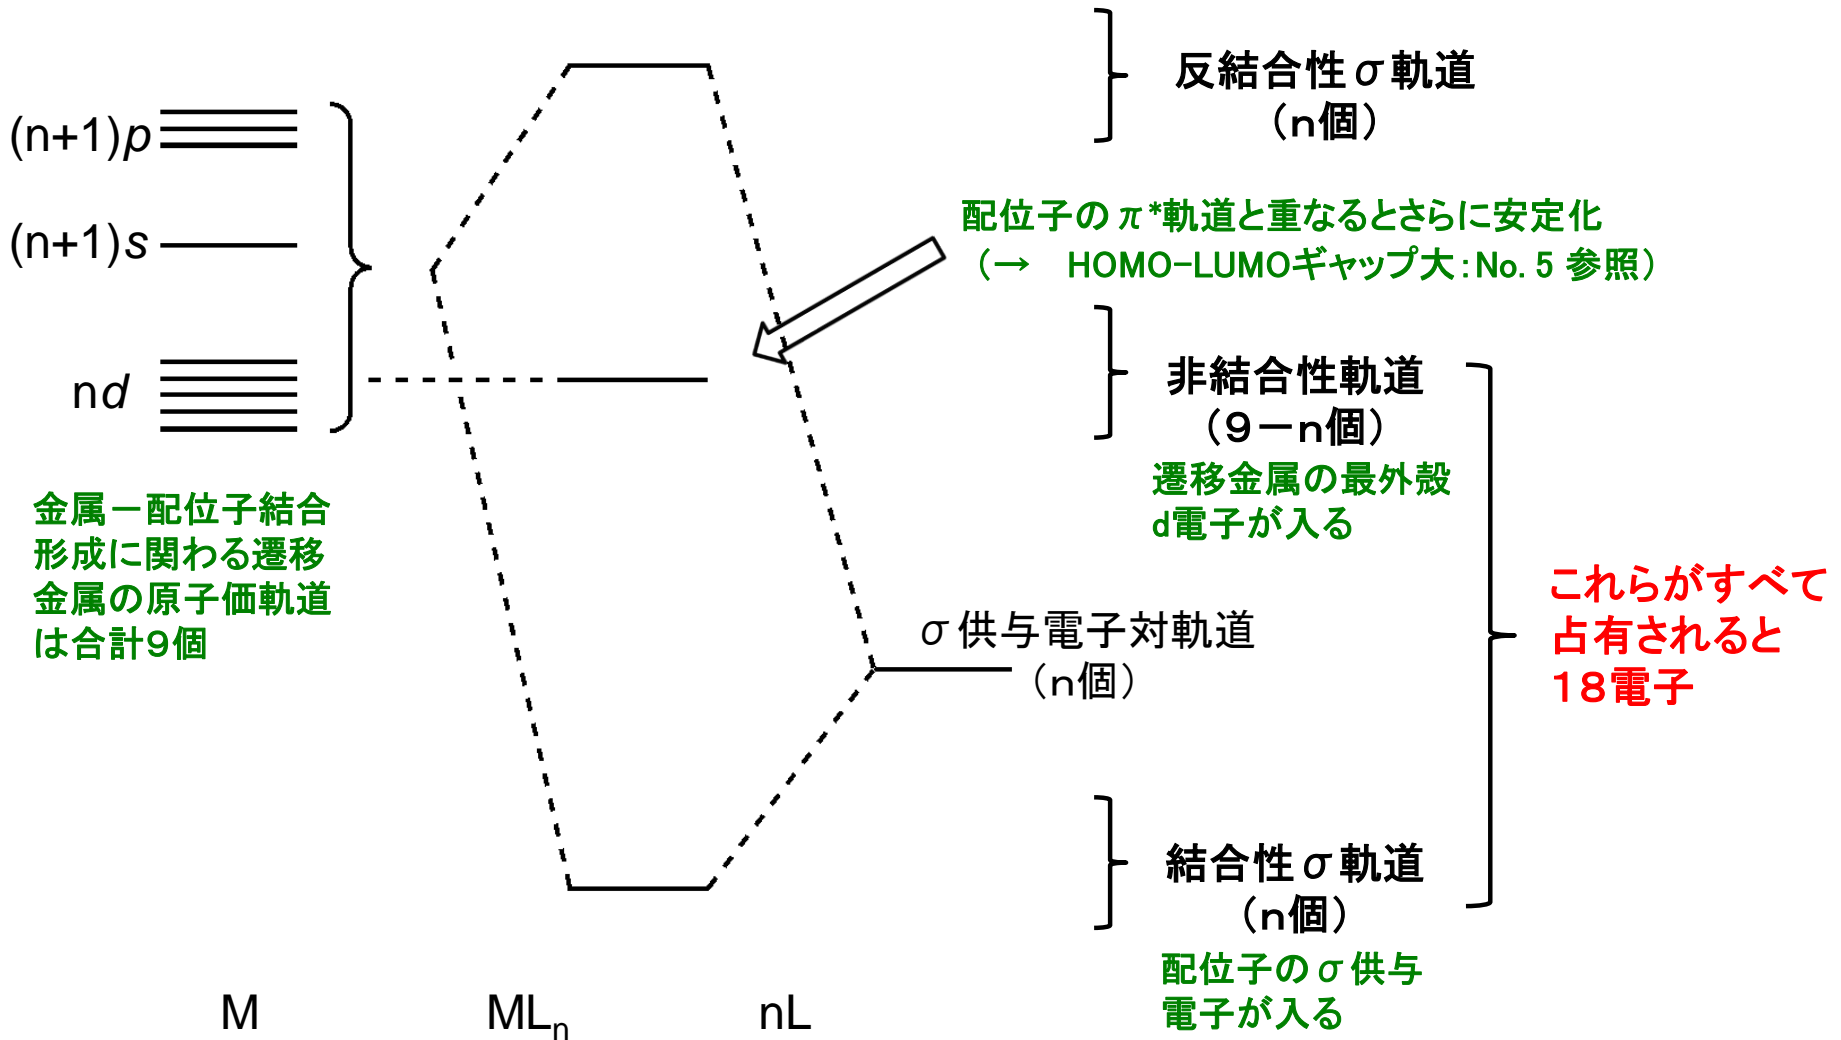 (n+1)p
(n+1)s
nd
金属－配位子結合
形成に関わる遷移
金属の原子価軌道
は合計9個
反結合性σ軌道
（n個）
配位子のπ*軌道と重なるとさらに安定化
（→　HOMO-LUMOギャップ大：No. 5 参照）
非結合性軌道
（9－n個）
遷移金属の最外殻
d電子が入る
σ供与電子対軌道
（n個）
これらがすべて
占有されると
18電子
結合性σ軌道
（n個）
配位子のσ供与
電子が入る
M
MLn
nL